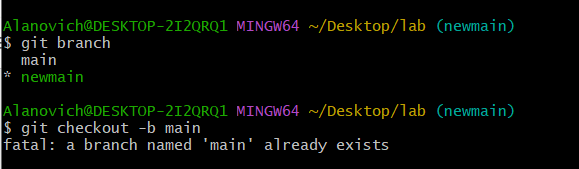 Alanovich@DESKTOP-2I2QRQ1 MINGW64 ~/Desktop/lab (newmain)
$ git branch
  main
* newmain
Alanovich@DESKTOP-2I2QRQ1 MINGW64 ~/Desktop/lab (newmain)
$ git checkout -b main
fatal: a branch named 'main' already exists